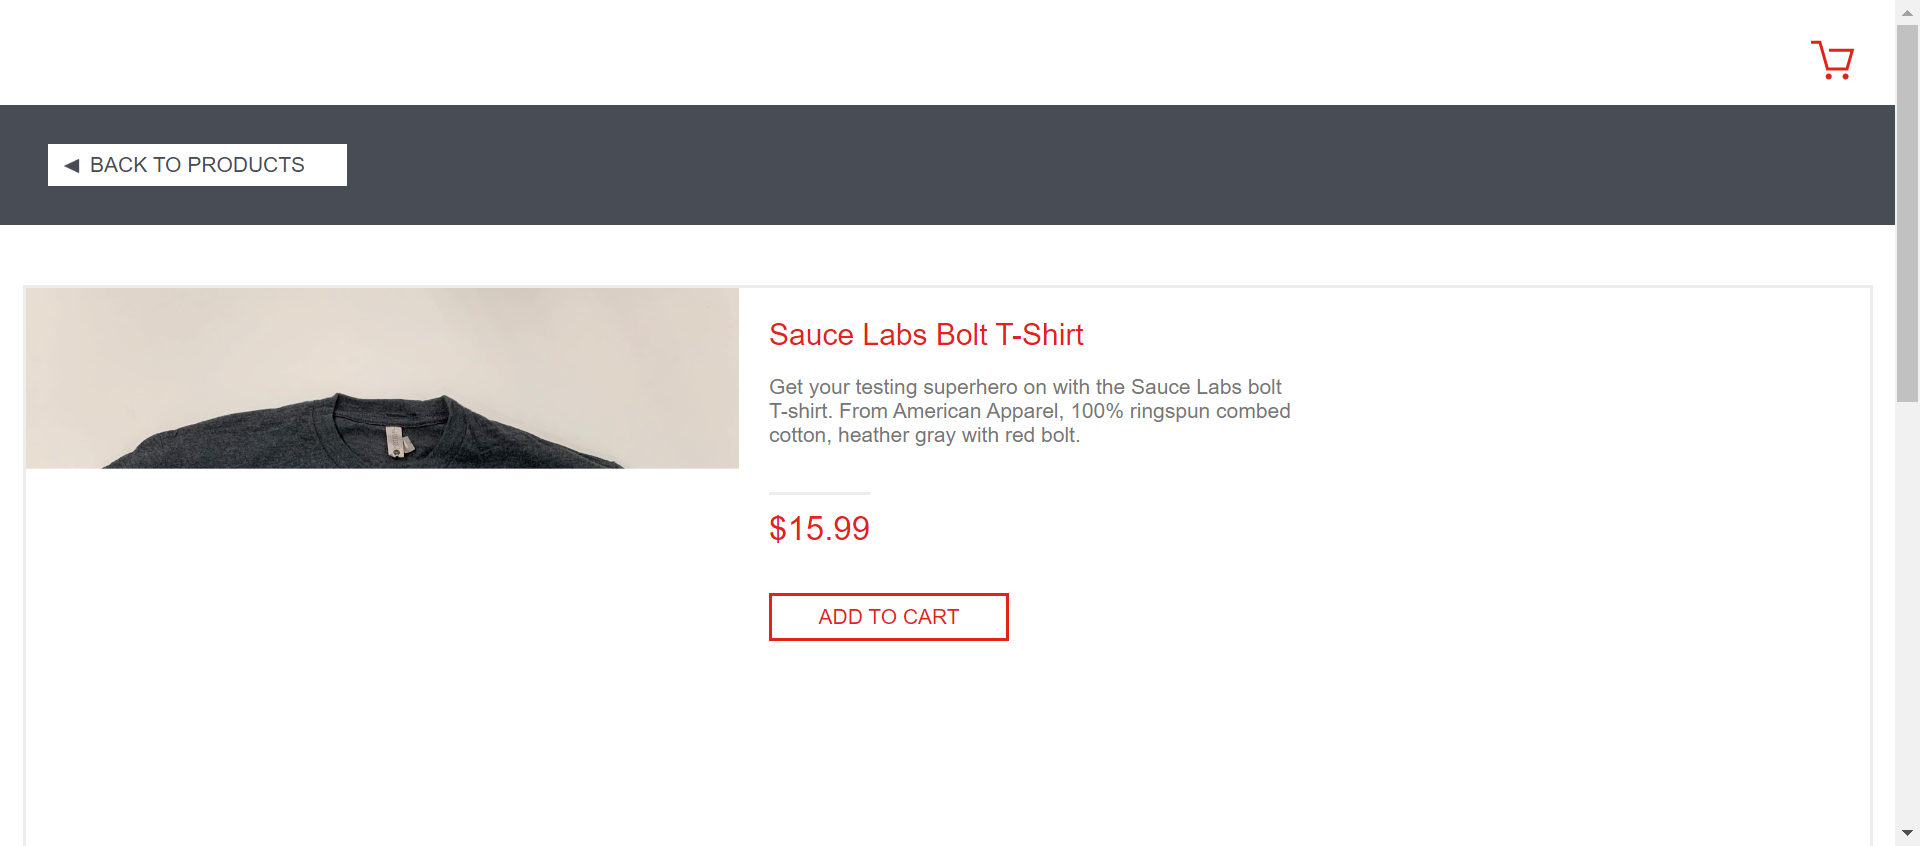 BACK TO PRODUCTS
Sauce Labs Bolt T-Shirt
Get your testing superhero on with the Sauce Labs bolt
T-shirt. From American Apparel, 100% ringspun combed
cotton, heather gray with red bolt.
$15.99
ADD TO CART